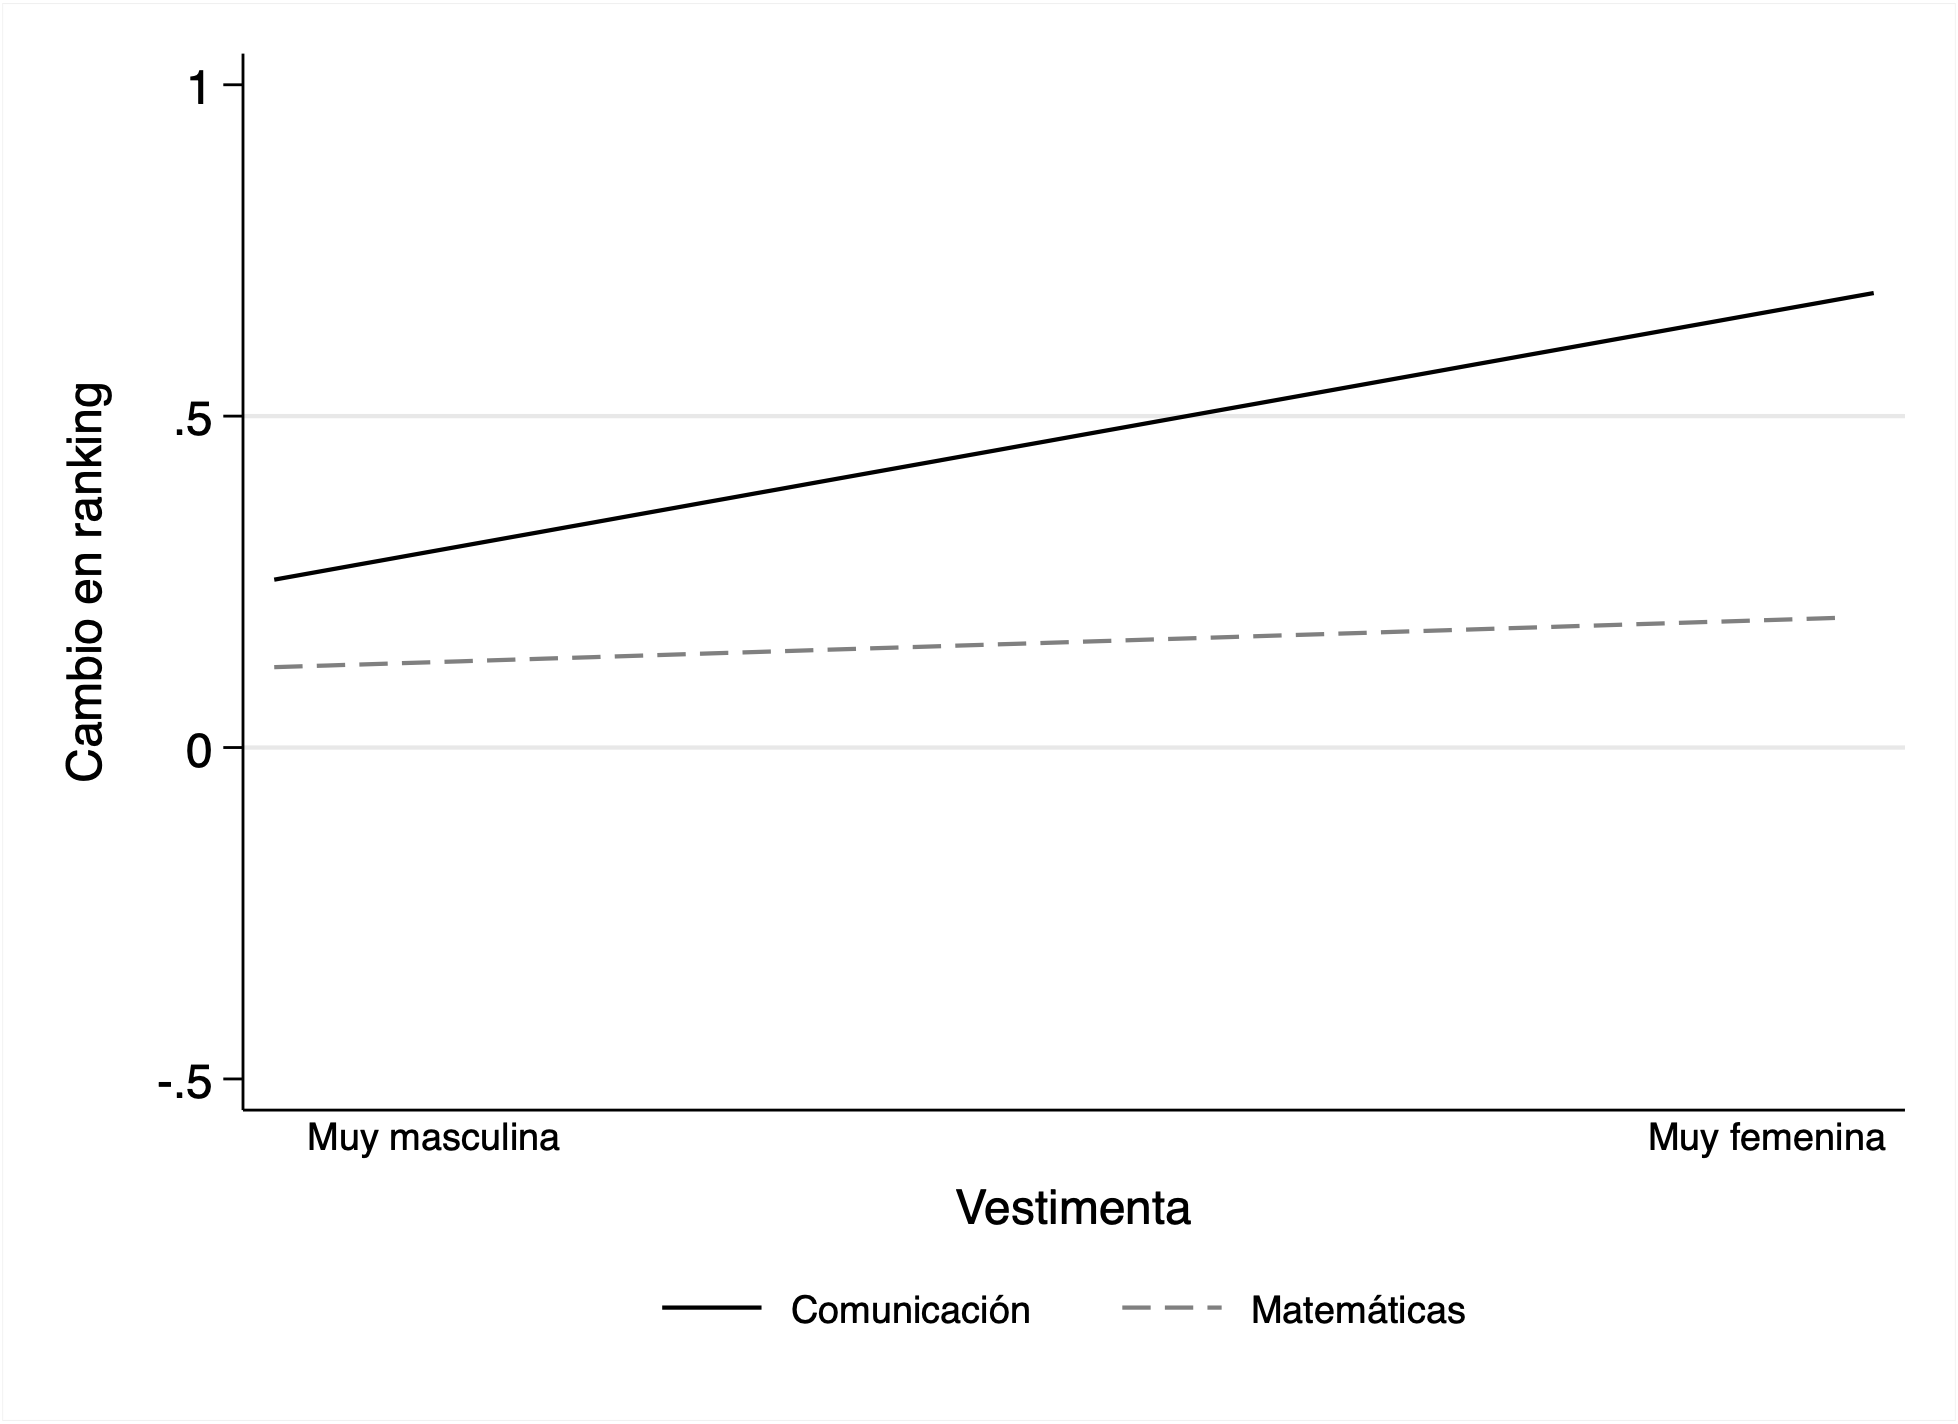 1
.5
0
-.5
Cambio en ranking
Muy masculina
Muy femenina
Vestimenta
Comunicación
Matemáticas